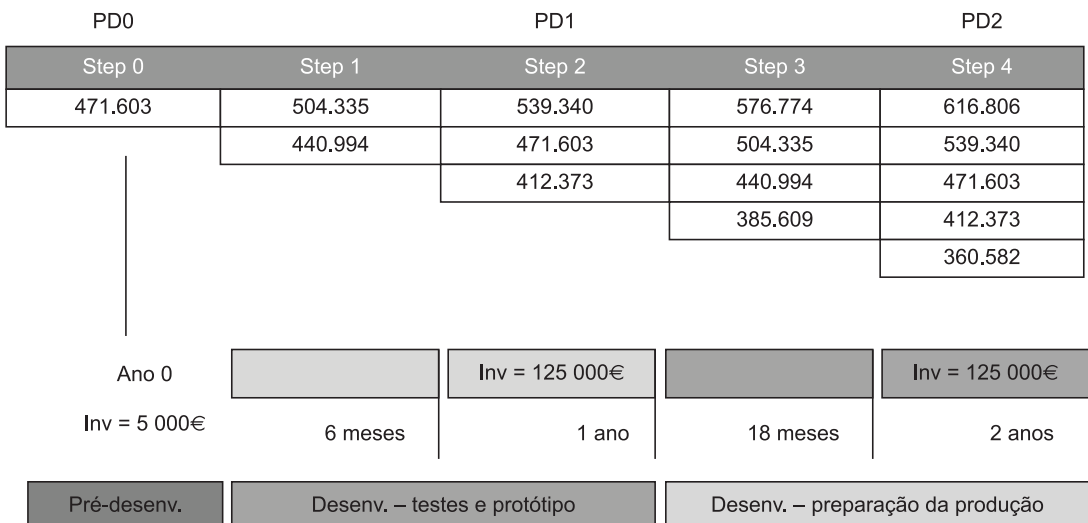 PD0 PD1 PD2
Step 0 Step 1 Step 2 Step 3 Step 4
471.603 504.335 539.340 576.774 616.806
440.994 471.603 504.335 539.340
412.373 440.994 471.603
385.609 412.373
360.582
Ano 0 Inv = 125 000€ Inv = 125 000€
Inv = 5 000€
6 meses 1 ano 18 meses 2 anos
Pré-desenv. Desenv. – testes e protótipo Desenv. – preparação da produção